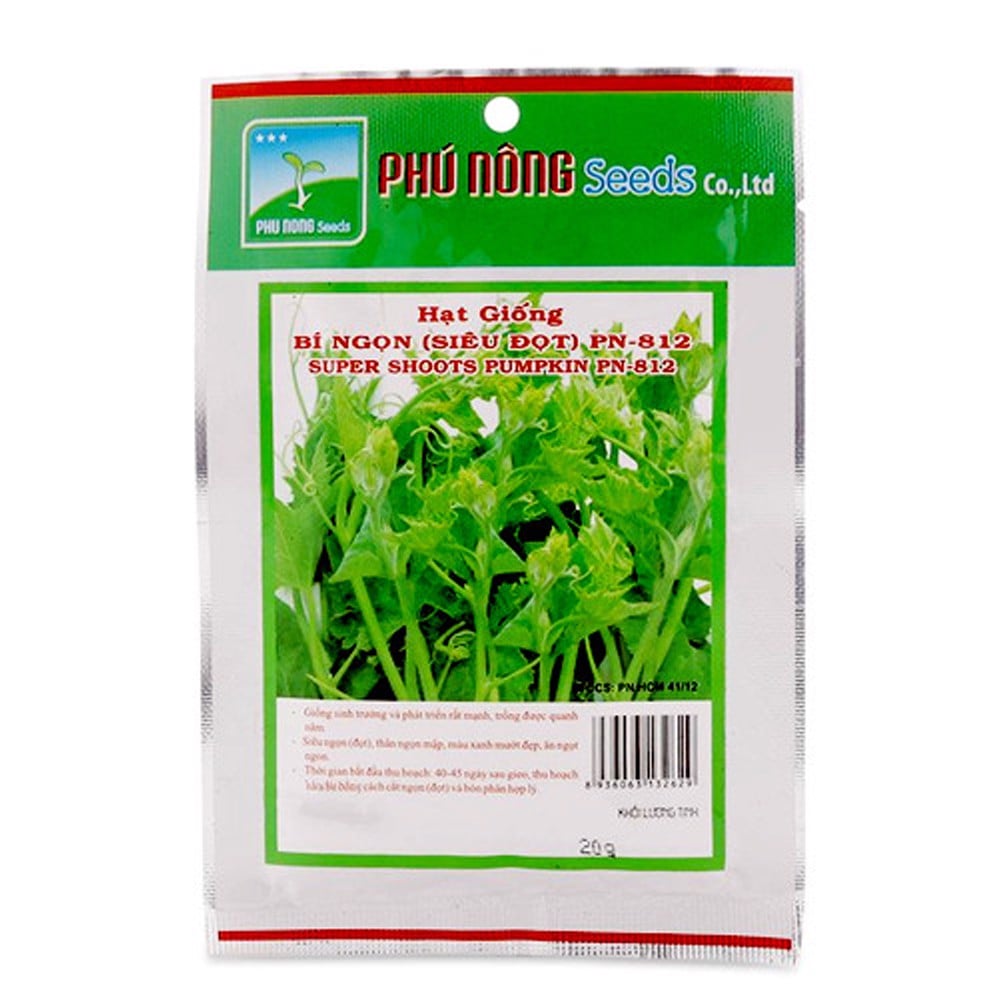 PHÚ NÔNG Seeds Co.,Ltd
★★★
PHU NONG Seeds
Hạt Giống
BÍ NGỌN (SIÊU ĐỌT) PN-812
SUPER SHOOTS PUMPKIN PN-812
CS: PN/HCM 41/12
- Giống sinh trưởng và phát triển rất mạnh, trồng được quanh
năm.
- Siêu ngọn (đọt), thân ngọn mập, màu xanh mướt đẹp, ăn ngọt
ngon.
- Thời gian bắt đầu thu hoạch: 40-45 ngày sau gieo, thu hoạch
bằng cách cắt ngọn (đọt) và bón phân hợp lý
8 936063 132629
KHỐI LƯỢNG TỊNH
20g